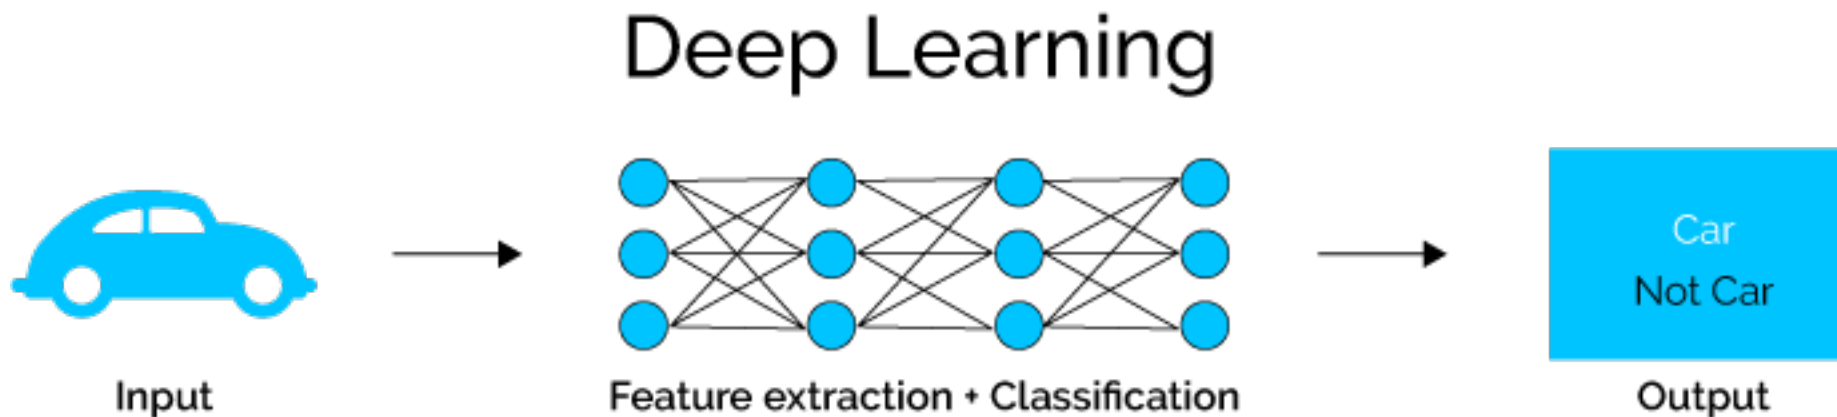 Deep Learning
Car
Not Car
Input
Feature extraction + Classification
Output